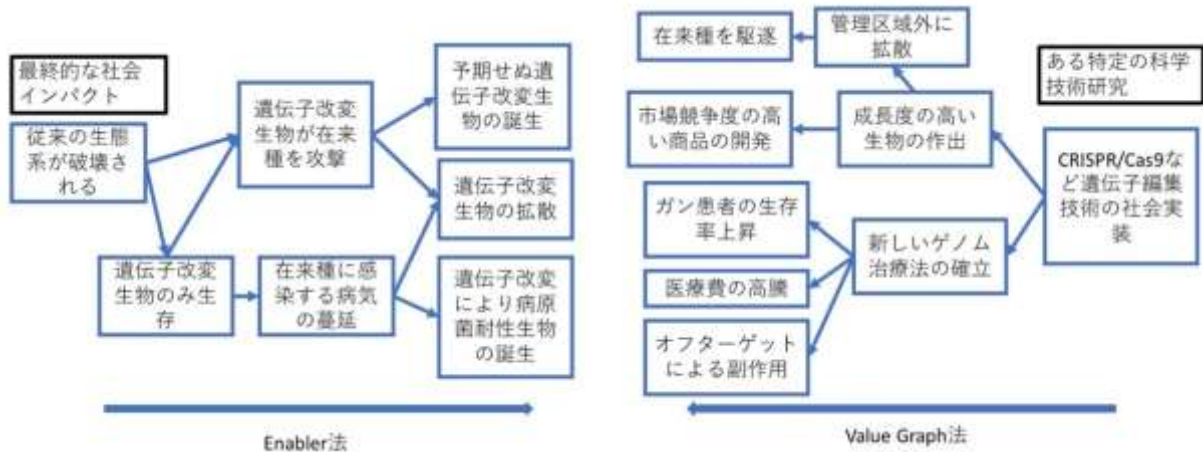 最終的な社会
インパクト
従来の生態
系が破壊さ
れる
遺伝子改変
生物が在来
種を攻撃
遺伝子改変
生物のみ生
存
在来種に感
染する病気
の蔓延
予期せぬ遺
伝子改変生
物の誕生
遺伝子改変
生物の拡散
遺伝子改変
により病原
菌耐性生物
の誕生
Enabler法
在来種を駆逐
管理区域外に
拡散
市場競争度の高
い商品の開発
成長度の高い
生物の作出
ガン患者の生存
率上昇
医療費の高騰
オフターゲット
による副作用
新しいゲノム
治療法の確立
ある特定の科学
技術研究
CRISPR/Cas9な
ど遺伝子編集
技術の社会実
装
Value Graph法